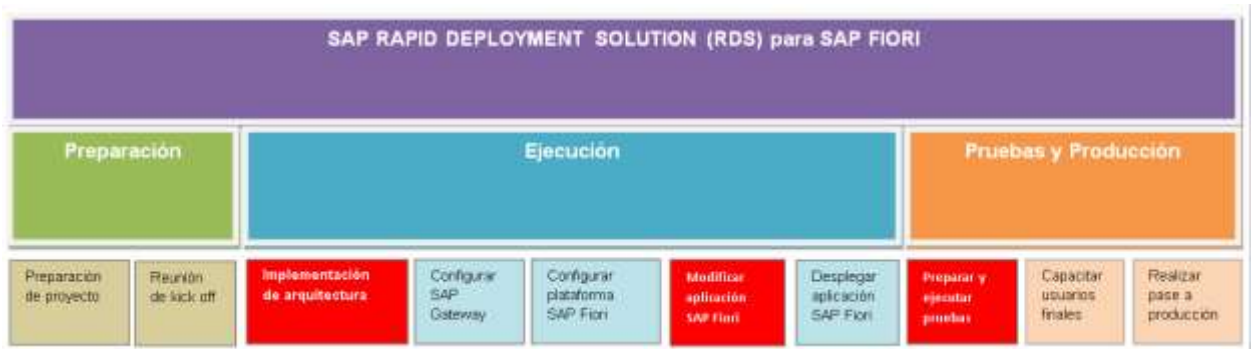 SAP RAPID DEPLOYMENT SOLUTION (RDS) para SAP FIORI
Preparación
Ejecución
Pruebas y Producción
Preparación
de proyecto
Reunión
de kick off
Implementación
de arquitectura
Configurar
SAP
Gateway
Configurar
plataforma
SAP Fiori
Modificar
aplicación
SAP Fiori
Desplegar
aplicación
SAP Fiori
Preparar y
ejecutar
pruebas
Capacitar
usuarios
finales
Realizar
pase a
producción